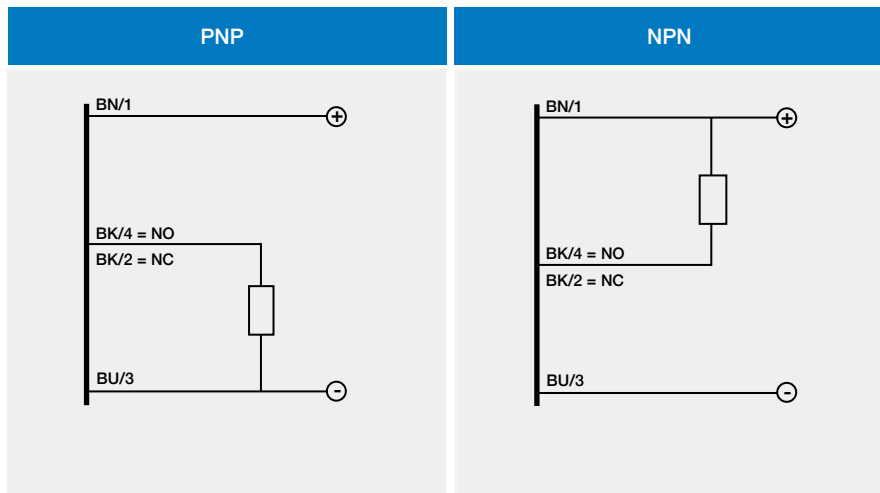 PNP
BN/1
+
BK/4 = NO
BK/2 = NC
BU/3
-
NPN
BN/1
+
BK/4 = NO
BK/2 = NC
BU/3
-